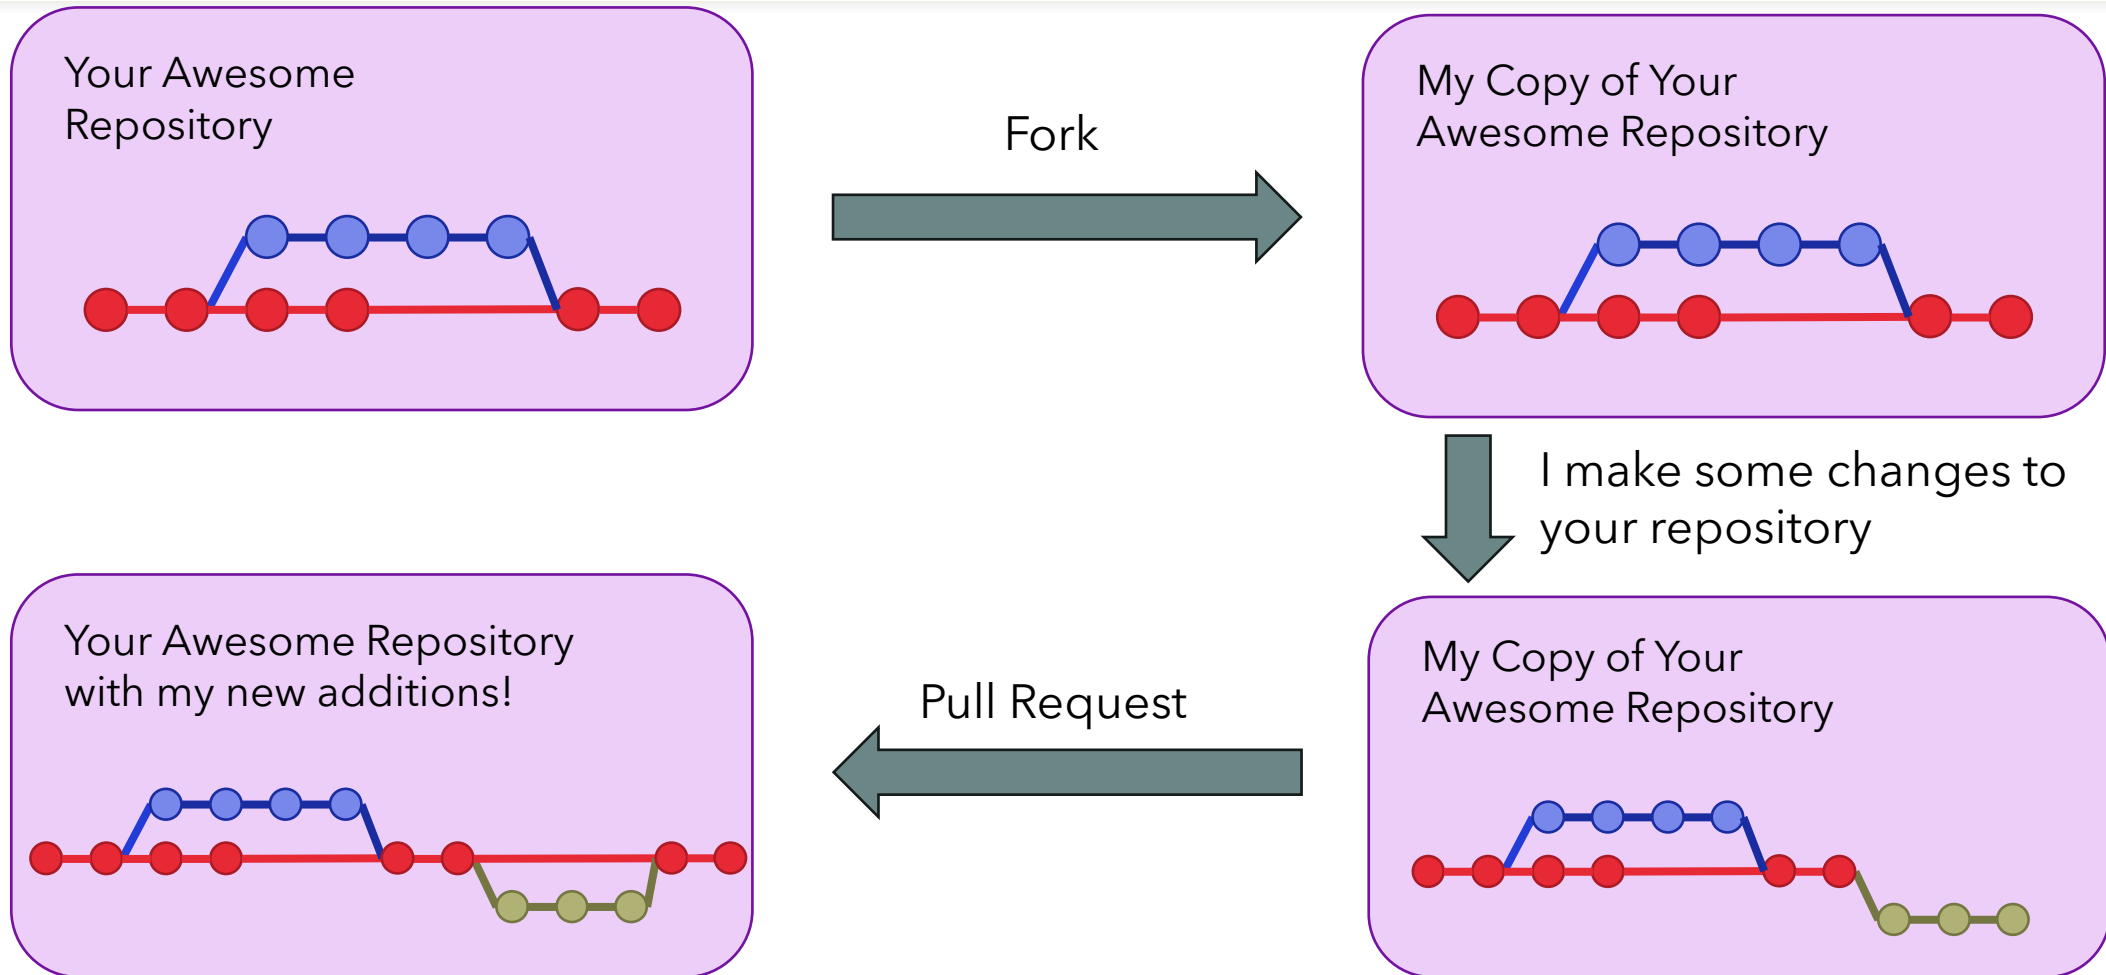 Your Awesome
Repository
Fork
My Copy of Your
Awesome Repository
I make some changes to
your repository
My Copy of Your
Awesome Repository
Pull Request
Your Awesome Repository
with my new additions!